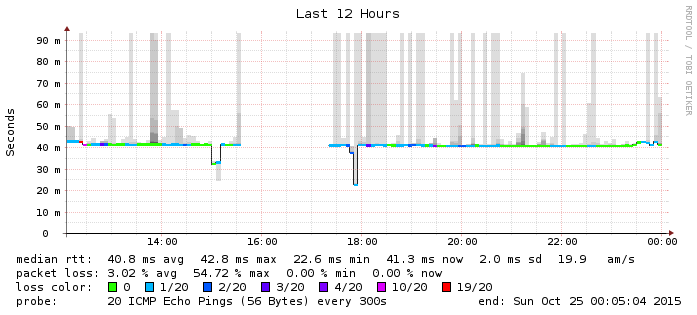 Last 12 Hours
RRDTOOL / TOBI OETIKER
Seconds
90 m
80 m
70 m
60 m
50 m
40 m
30 m
20 m
10 m
0
14:00 16:00 18:00 20:00 22:00 00:00
median rtt: 40.8 ms avg 42.8 ms max 22.6 ms min 41.3 ms now 2.0 ms sd 19.9 am/s
packet loss: 3.02 % avg 54.72 % max 0.00 % min 0.00 % now
loss color: 0 1/20 2/20 3/20 4/20 10/20 19/20
probe: 20 ICMP Echo Pings (56 Bytes) every 300s end: Sun Oct 25 00:05:04 2015